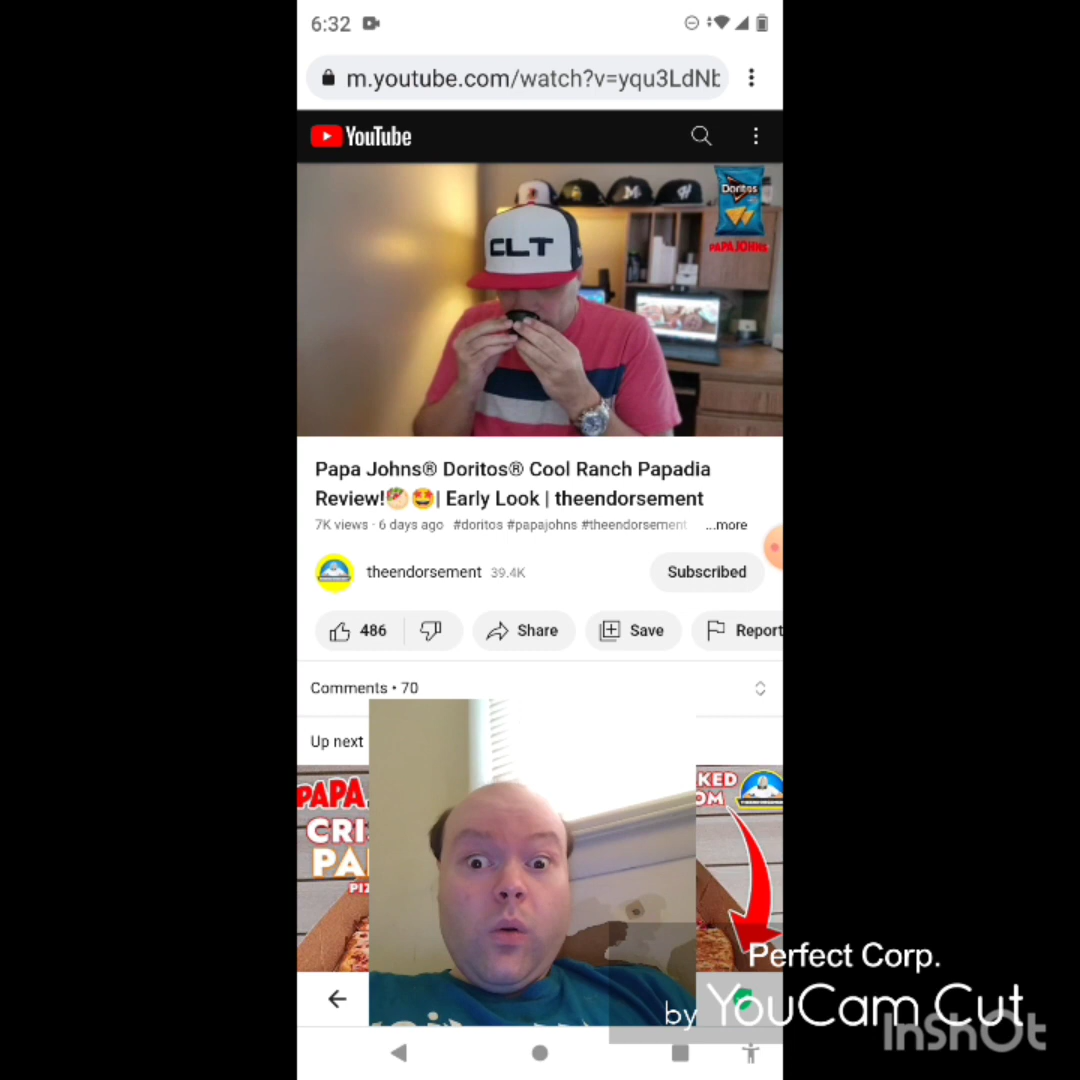 6:32
m.youtube.com/watch?v=yqu3LdNb
YouTube
Doritos
PAPA JOHNS
CLT
M
Papa Johns® Doritos® Cool Ranch Papadia
Review!🥙🤩| Early Look | theendorsement
7K views · 6 days ago #doritos #papajohns #theendorsement ...more
theendorsement 39.4K
Subscribed
486
Share
Save
Report
Comments • 70
Up next
PAPA
CRI
PA
PIZ
KED
OM
Perfect Corp.
by YouCam Cut
InShOt